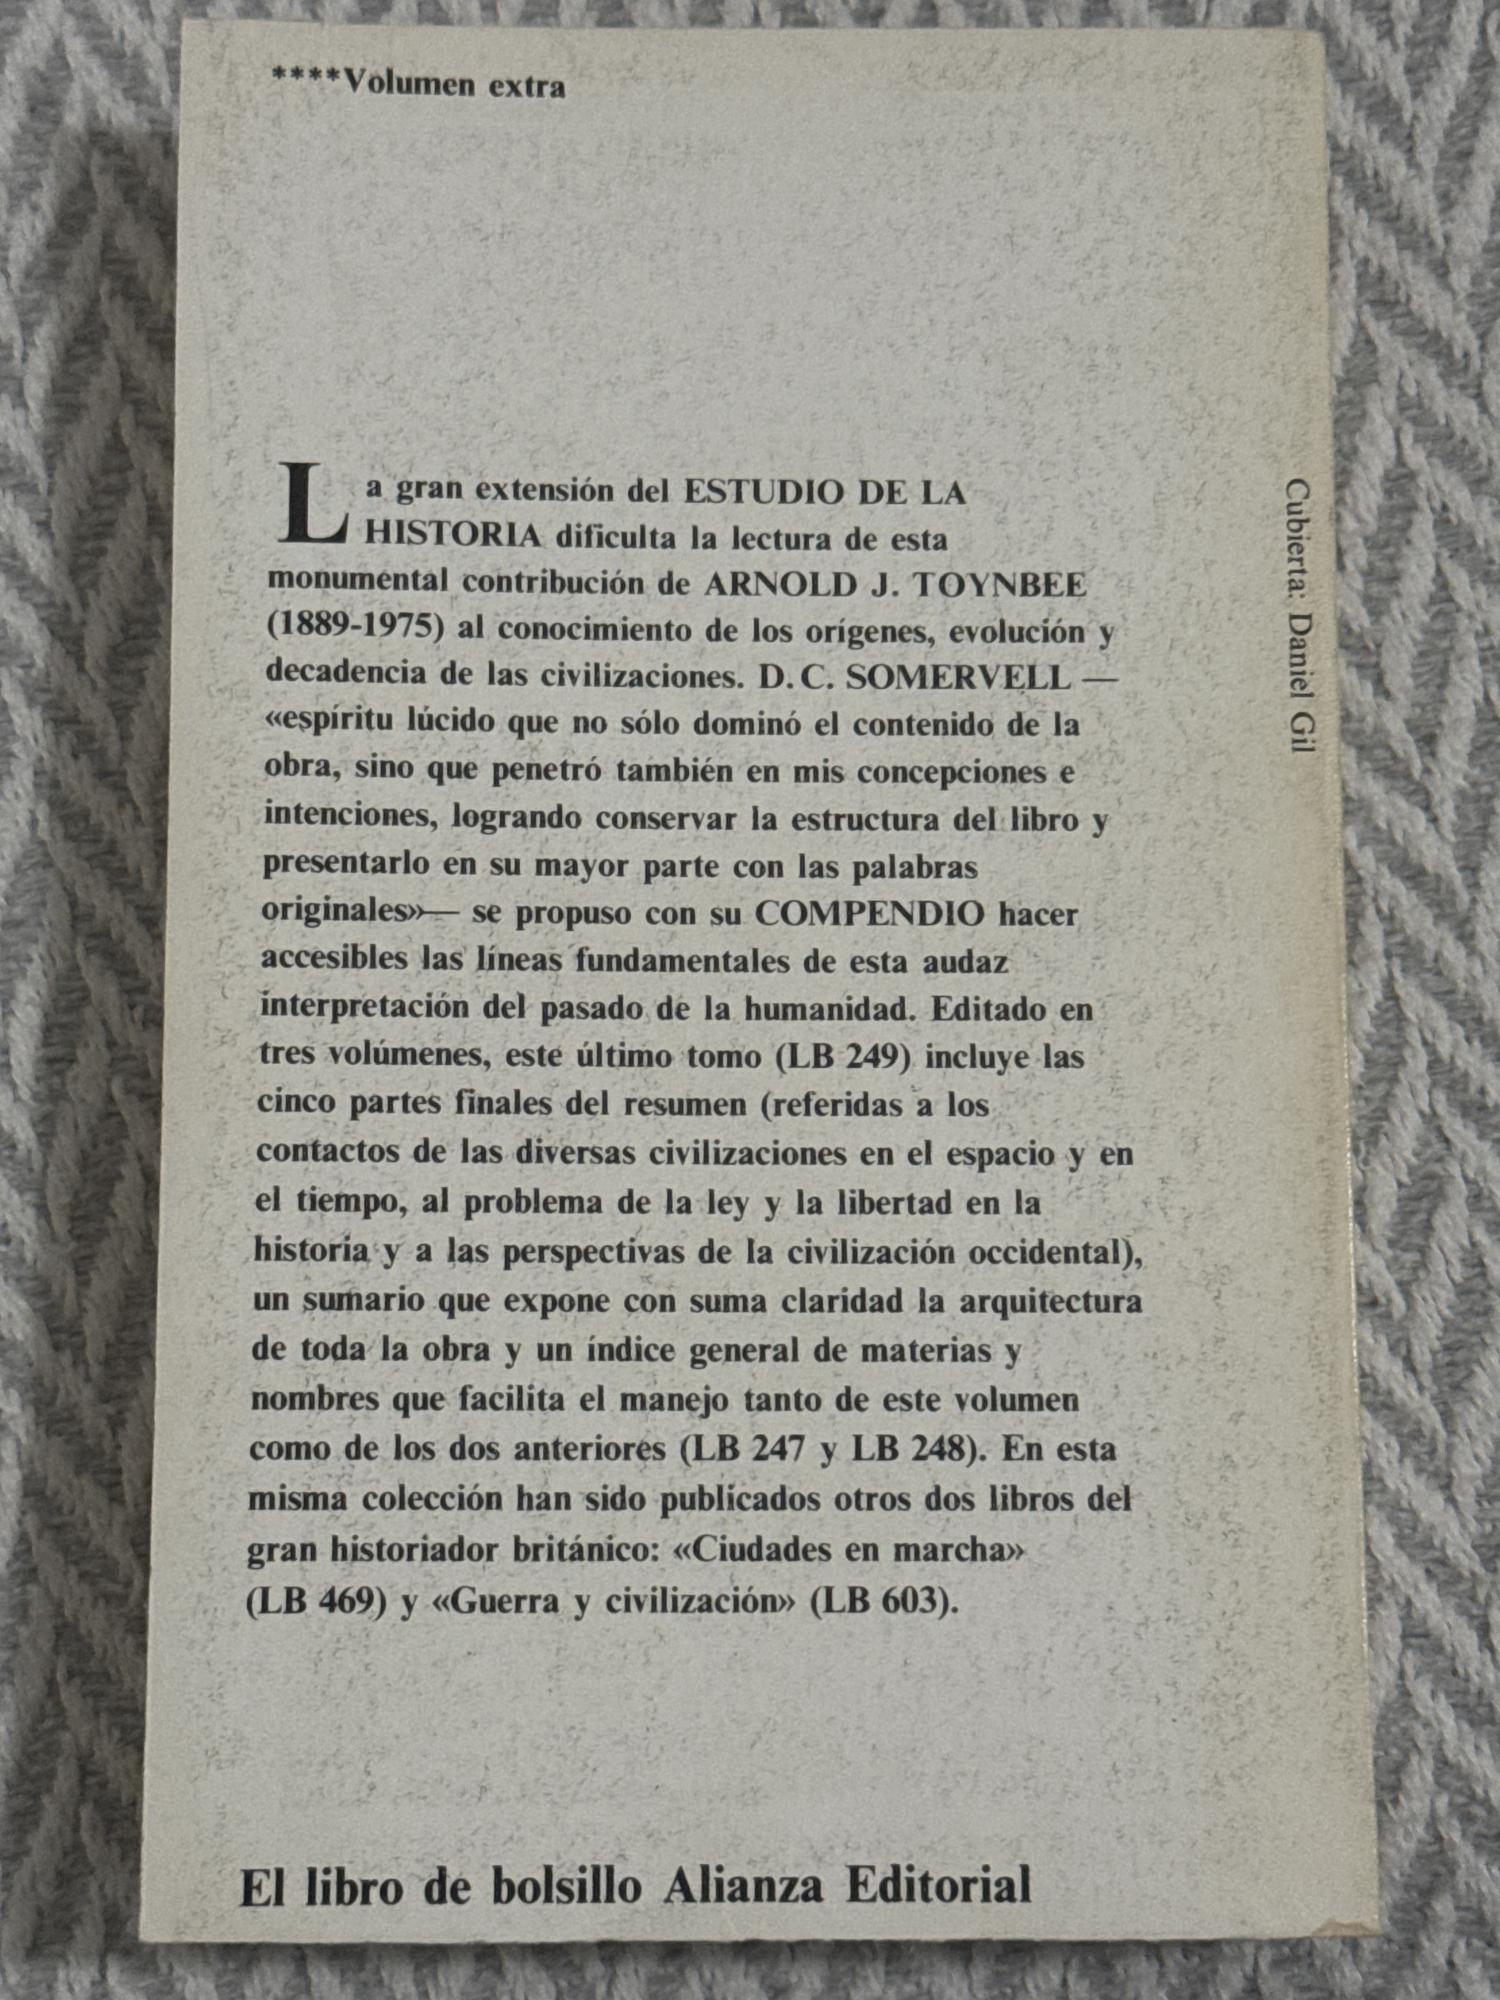 ****Volumen extra
La gran extensión del ESTUDIO DE LA
HISTORIA dificulta la lectura de esta
monumental contribución de ARNOLD J. TOYNBEE
(1889-1975) al conocimiento de los orígenes, evolución y
decadencia de las civilizaciones. D. C. SOMERVELL —
«espíritu lúcido que no sólo dominó el contenido de la
obra, sino que penetró también en mis concepciones e
intenciones, logrando conservar la estructura del libro y
presentarlo en su mayor parte con las palabras
originales»— se propuso con su COMPENDIO hacer
accesibles las líneas fundamentales de esta audaz
interpretación del pasado de la humanidad. Editado en
tres volúmenes, este último tomo (LB 249) incluye las
cinco partes finales del resumen (referidas a los
contactos de las diversas civilizaciones en el espacio y en
el tiempo, al problema de la ley y la libertad en la
historia y a las perspectivas de la civilización occidental),
un sumario que expone con suma claridad la arquitectura
de toda la obra y un índice general de materias y
nombres que facilita el manejo tanto de este volumen
como de los dos anteriores (LB 247 y LB 248). En esta
misma colección han sido publicados otros dos libros del
gran historiador británico: «Ciudades en marcha»
(LB 469) y «Guerra y civilización» (LB 603).
Cubierta: Daniel Gil
El libro de bolsillo Alianza Editorial